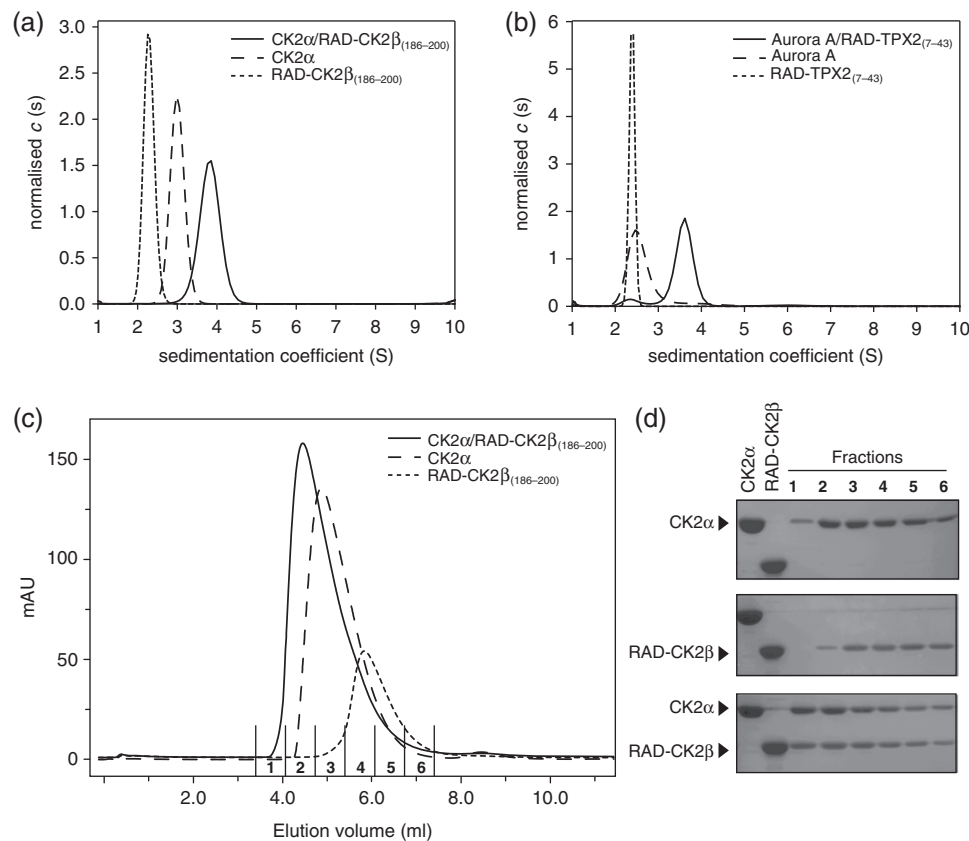 (a)
3.0
2.5
2.0
1.5
1.0
0.5
0.0
normalised c (s)
CK2α/RAD-CK2β(186–200)
CK2α
RAD-CK2β(186–200)
1 2 3 4 5 6 7 8 9 10
sedimentation coefficient (S)
(b)
6
5
4
3
2
1
0
normalised c (s)
Aurora A/RAD-TPX2(7–43)
Aurora A
RAD-TPX2(7–43)
1 2 3 4 5 6 7 8 9 10
sedimentation coefficient (S)
(c)
150
100
50
0
mAU
CK2α/RAD-CK2β(186–200)
CK2α
RAD-CK2β(186–200)
1 2 3 4 5 6
2.0 4.0 6.0 8.0 10.0
Elution volume (ml)
(d)
CK2α
RAD-CK2β
Fractions
1 2 3 4 5 6
CK2α
RAD-CK2β
CK2α
RAD-CK2β